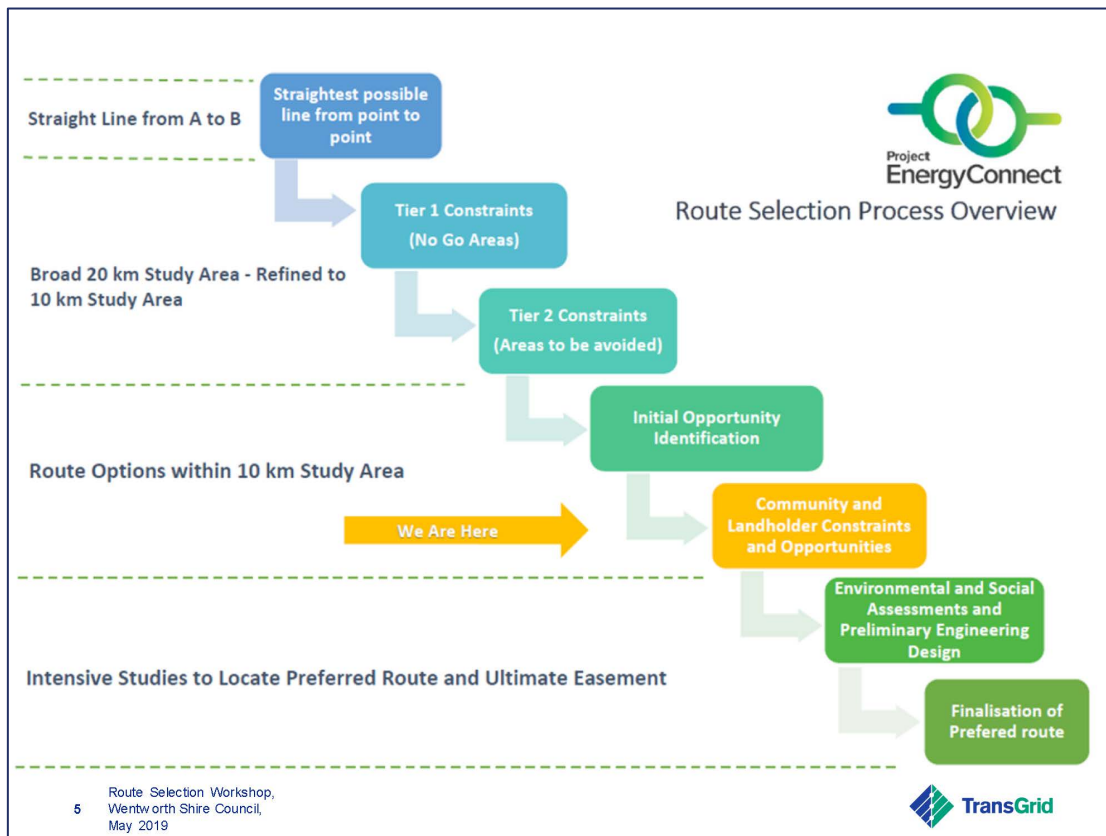 Straight Line from A to B
Straightest possible
line from point to
point
Project
EnergyConnect
Route Selection Process Overview
Tier 1 Constraints
(No Go Areas)
Broad 20 km Study Area - Refined to
10 km Study Area
Tier 2 Constraints
(Areas to be avoided)
Initial Opportunity
Identification
Route Options within 10 km Study Area
We Are Here
Community and
Landholder Constraints
and Opportunities
Environmental and Social
Assessments and
Preliminary Engineering
Design
Intensive Studies to Locate Preferred Route and Ultimate Easement
Finalisation of
Prefered route
5
Route Selection Workshop,
Wentworth Shire Council,
May 2019
TransGrid